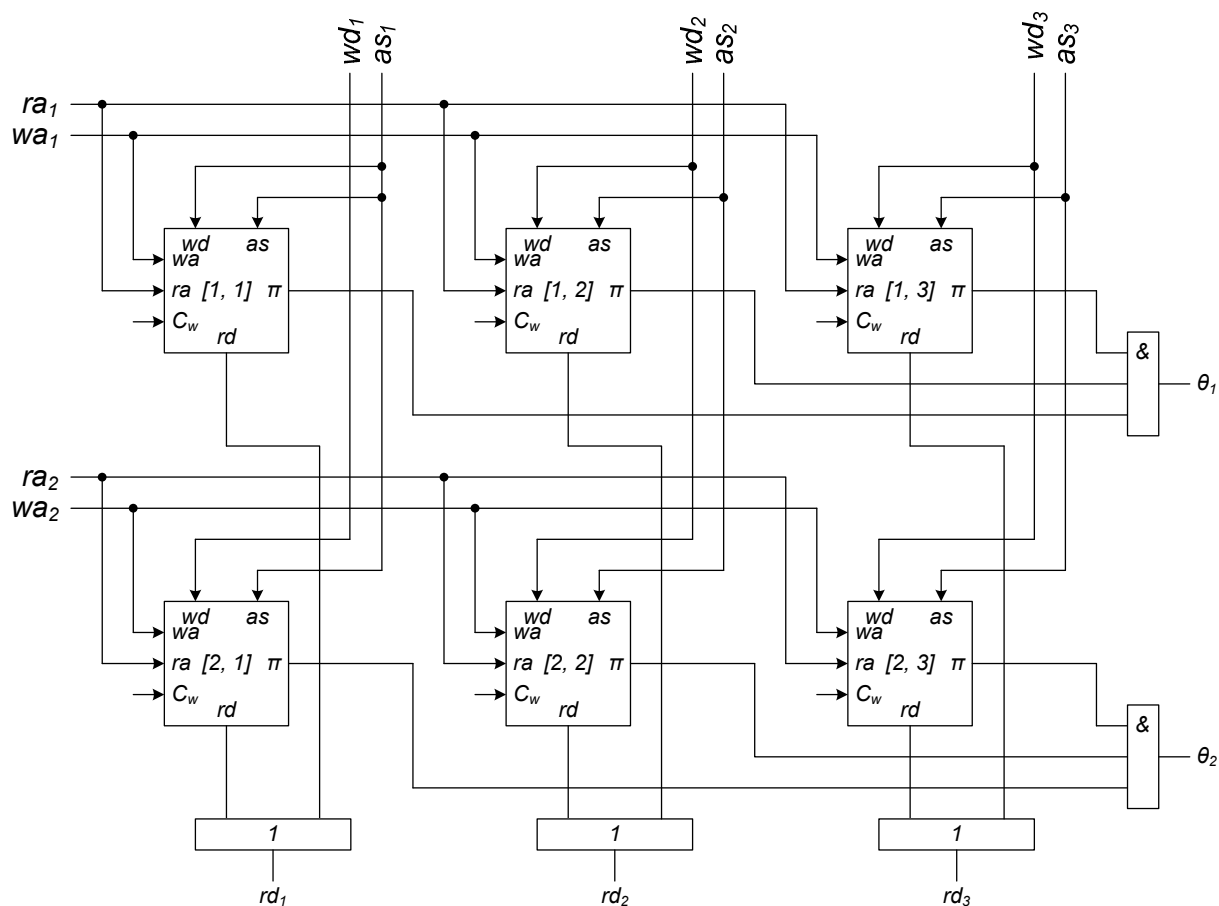 wd1 as1 wd2 as2 wd3 as3
ra1
wa1
wd as wd as wd as
wa wa wa
ra [1, 1] π ra [1, 2] π ra [1, 3] π
Cw Cw Cw
rd rd rd
&
θ1
ra2
wa2
wd as wd as wd as
wa wa wa
ra [2, 1] π ra [2, 2] π ra [2, 3] π
Cw Cw Cw
rd rd rd
&
θ2
1 1 1
rd1 rd2 rd3